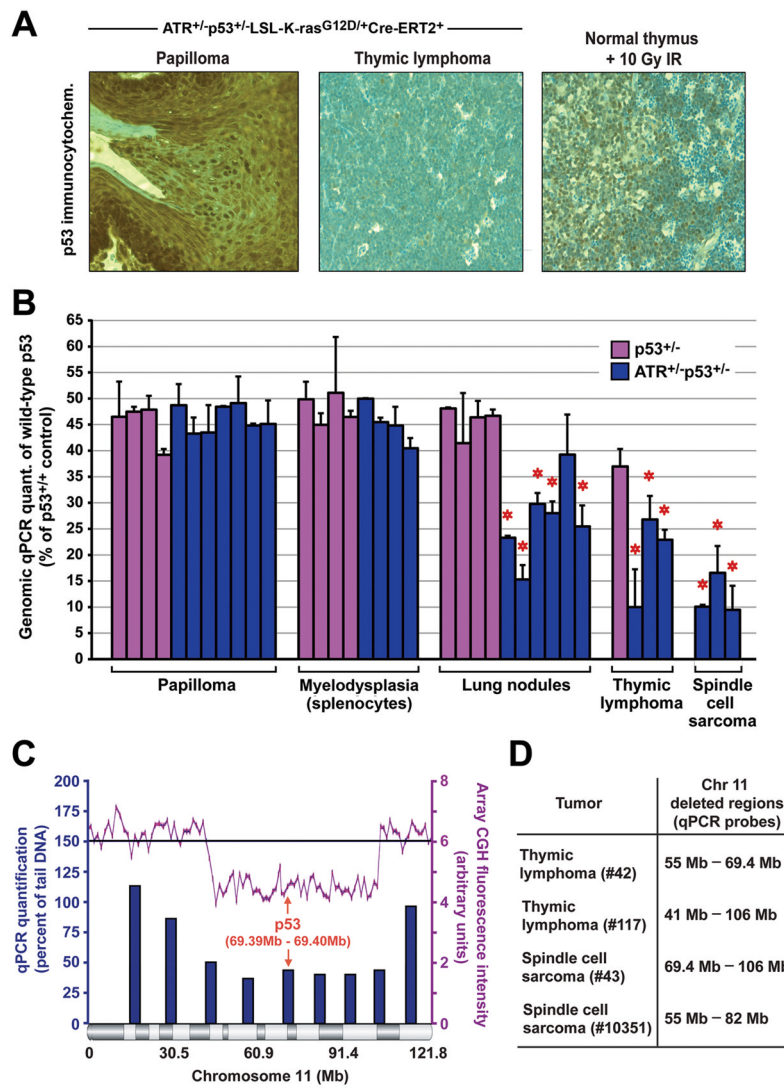 A
ATR+/-p53+/-LSL-K-rasG12D/+Cre-ERT2+
Papilloma
Thymic lymphoma
Normal thymus
+ 10 Gy IR
p53 immunocytochem.
B
Genomic qPCR quant. of wild-type p53
(% of p53+/+ control)
65
60
55
50
45
40
35
30
25
20
15
10
5
0
p53+/-
ATR+/-p53+/-
Papilloma
Myelodysplasia
(splenocytes)
Lung nodules
Thymic
lymphoma
Spindle
cell
sarcoma
C
qPCR quantification
(percent of tail DNA)
200
175
150
125
100
75
50
25
0
8
6
4
2
0
Array CGH fluorescence intensity
(arbitrary units)
p53
(69.39Mb - 69.40Mb)
0 30.5 60.9 91.4 121.8
Chromosome 11 (Mb)
D
Tumor
Chr 11
deleted regions
(qPCR probes)
Thymic
lymphoma (#42)
55 Mb – 69.4 Mb
Thymic
lymphoma (#117)
41 Mb – 106 Mb
Spindle cell
sarcoma (#43)
69.4 Mb – 106 Mb
Spindle cell
sarcoma (#10351)
55 Mb – 82 Mb